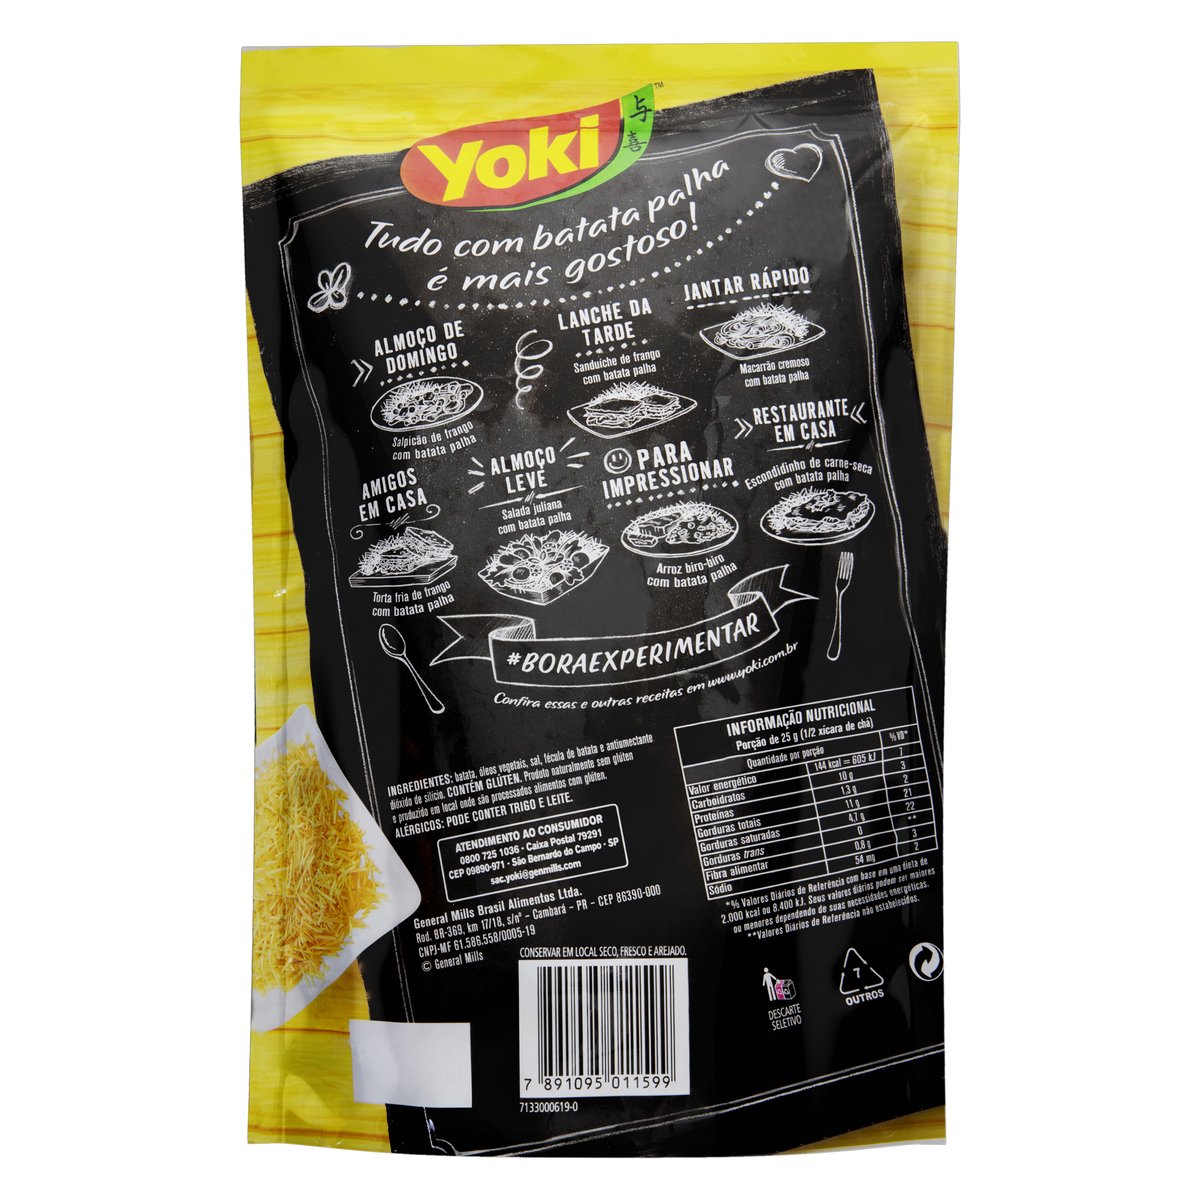 Yoki
与
喜
TM
Tudo com batata palha
é mais gostoso!
ALMOÇO DE
DOMINGO
Salpicão de frango
com batata palha
LANCHE DA
TARDE
Sanduíche de frango
com batata palha
JANTAR RÁPIDO
Macarrão cremoso
com batata palha
AMIGOS
EM CASA
Torta fria de frango
com batata palha
ALMOÇO
LEVE
Salada juliana
com batata palha
PARA
IMPRESSIONAR
Arroz biro-biro
com batata palha
RESTAURANTE
EM CASA
Escondidinho de carne-seca
com batata palha
#BORAEXPERIMENTAR
Confira essas e outras receitas em www.yoki.com.br
INGREDIENTES: batata, óleos vegetais, sal, fécula de batata e antiumectante
dióxido de silício. CONTÉM GLÚTEN. Produto naturalmente sem glúten
e produzido em local onde são processados alimentos com glúten.
ALÉRGICOS: PODE CONTER TRIGO E LEITE.
ATENDIMENTO AO CONSUMIDOR
0800 725 1036 · Caixa Postal 79291
CEP 09890-971 · São Bernardo do Campo · SP
sac.yoki@genmills.com
General Mills Brasil Alimentos Ltda.
Rod. BR-369, km 17/18, s/nº - Cambará - PR - CEP 86390-000
CNPJ-MF 61.586.558/0005-19
© General Mills
INFORMAÇÃO NUTRICIONAL
Porção de 25 g (1/2 xícara de chá)
Quantidade por porção %VD*
Valor energético 144 kcal = 605 kJ 7
Carboidratos 10 g 3
Proteínas 1,3 g 2
Gorduras totais 11 g 21
Gorduras saturadas 4,7 g 22
Gorduras trans 0 **
Fibra alimentar 0,8 g 3
Sódio 54 mg 2
*% Valores Diários de Referência com base em uma dieta de
2.000 kcal ou 8.400 kJ. Seus valores diários podem ser maiores
ou menores dependendo de suas necessidades energéticas.
**Valores Diários de Referência não estabelecidos.
CONSERVAR EM LOCAL SECO, FRESCO E AREJADO.
7 891095 011599
7133000619-0
DESCARTE
SELETIVO
7
OUTROS